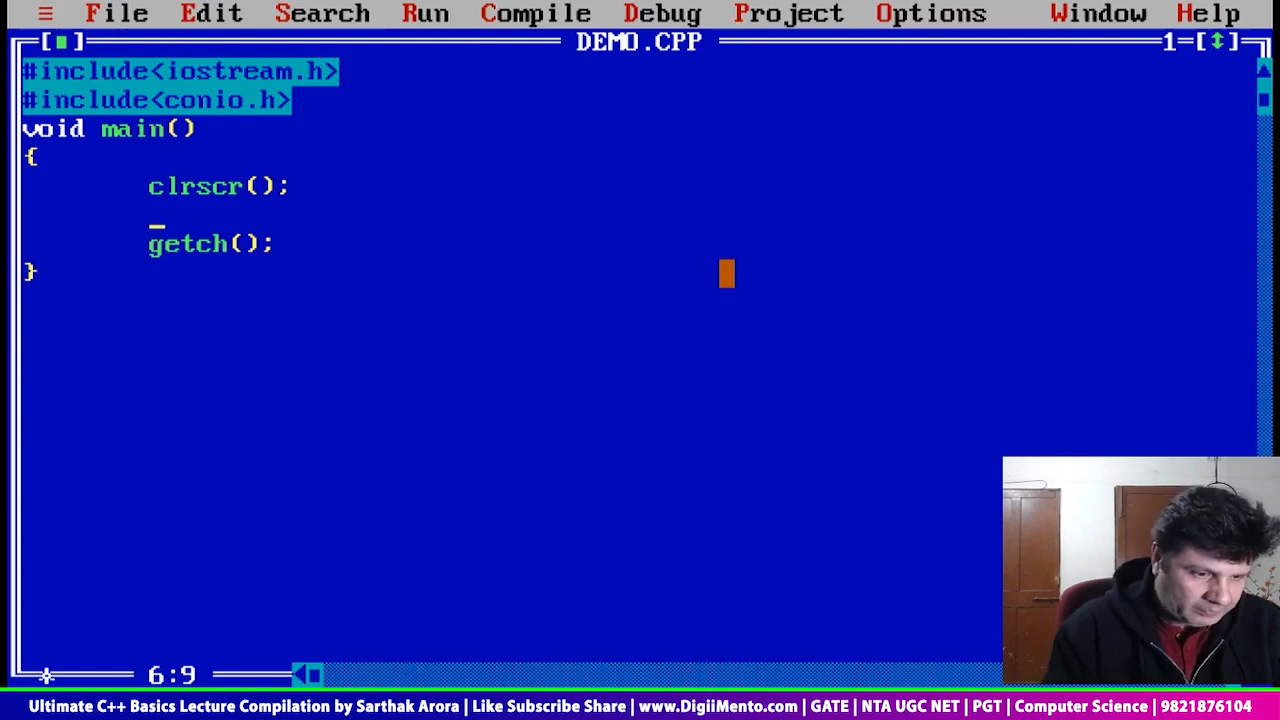 ≡ File Edit Search Run Compile Debug Project Options Window Help
[■] DEMO.CPP 1=[↕]
#include<iostream.h>
#include<conio.h>
void main()
{
clrscr();
_
getch();
}
6:9
Ultimate C++ Basics Lecture Compilation by Sarthak Arora | Like Subscribe Share | www.DigiiMento.com | GATE | NTA UGC NET | PGT | Computer Science | 9821876104